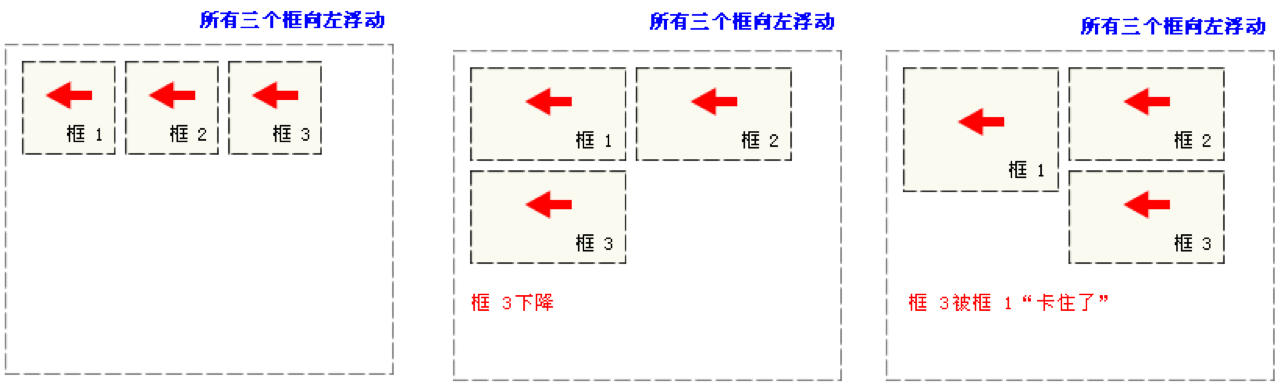 所有三个框向左浮动
框 1
框 2
框 3
所有三个框向左浮动
框 1
框 2
框 3
框 3下降
所有三个框向左浮动
框 1
框 2
框 3
框 3被框 1“卡住了”